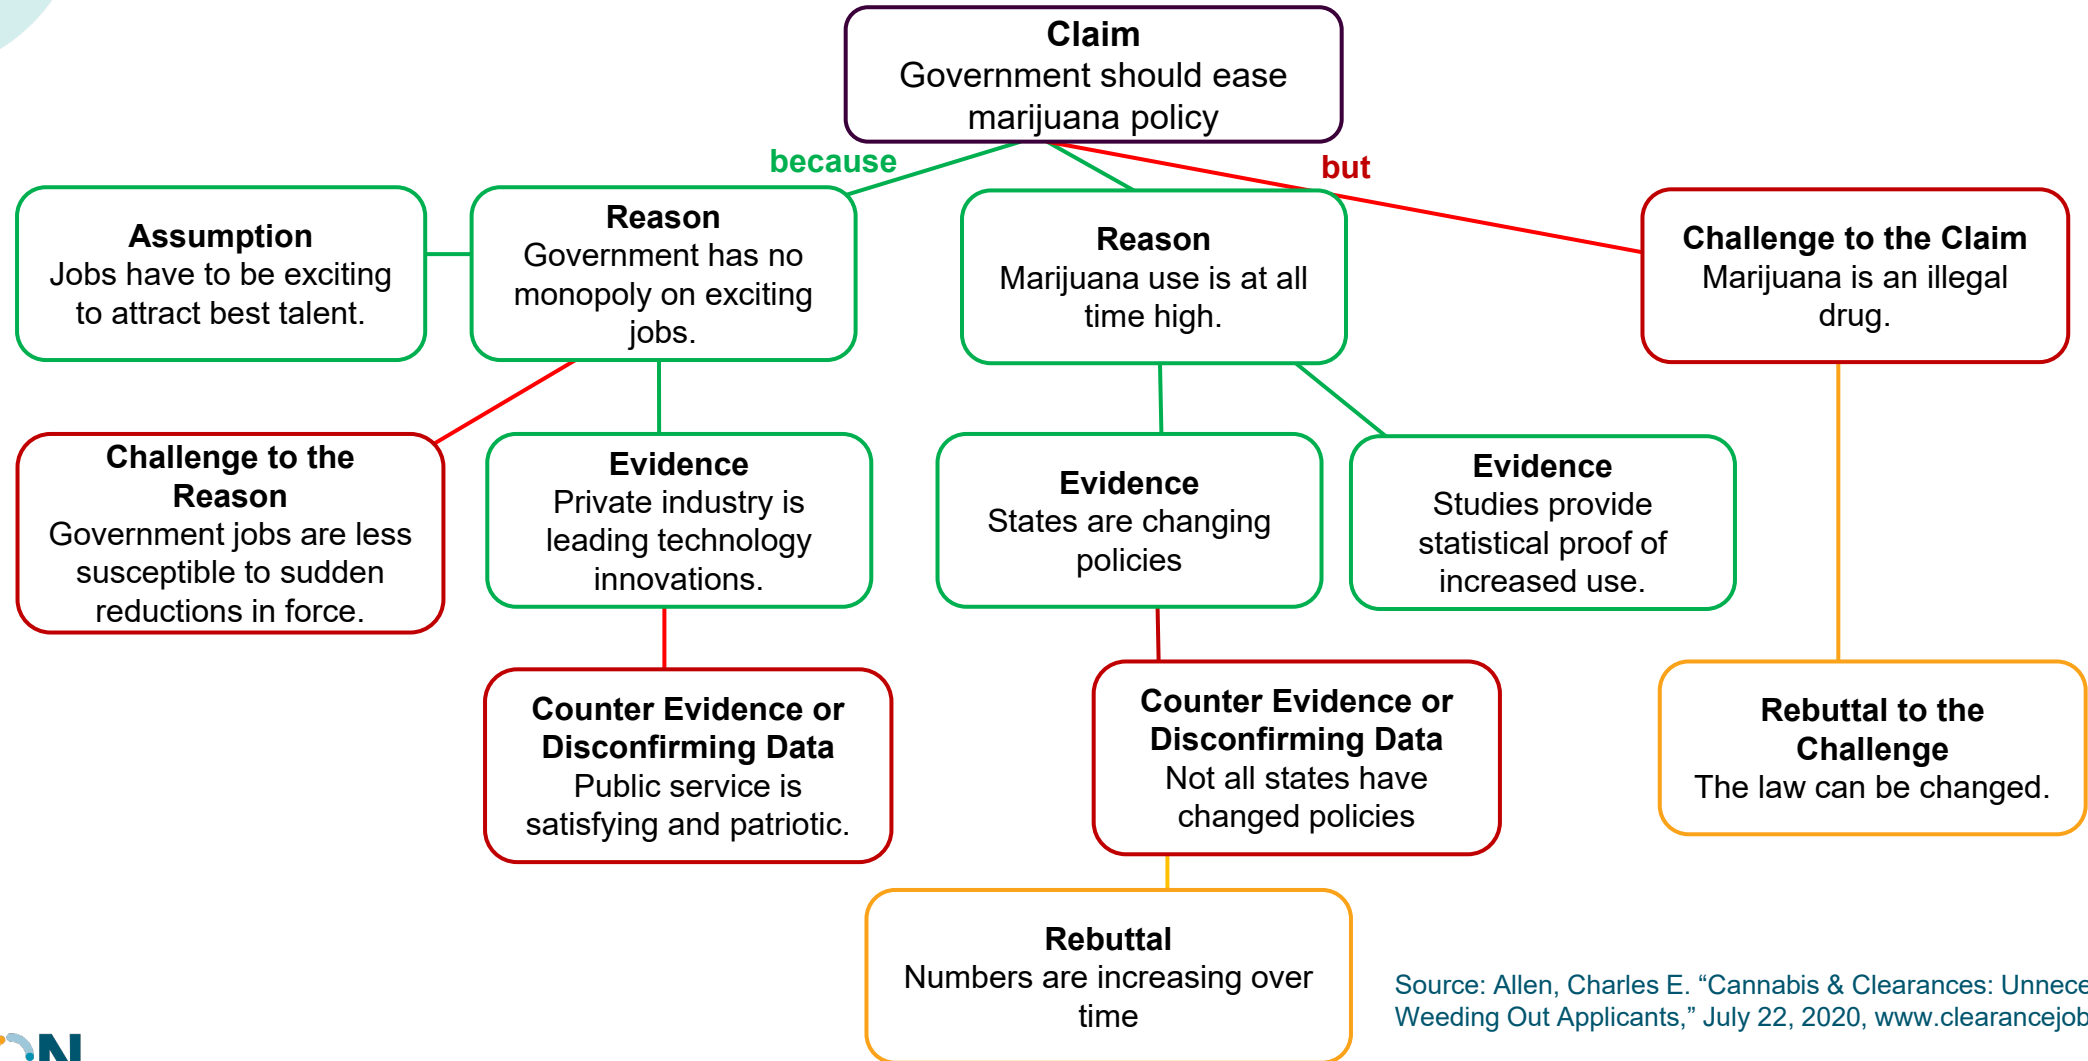 Claim
Government should ease
marijuana policy
because
but
Assumption
Jobs have to be exciting
to attract best talent.
Reason
Government has no
monopoly on exciting
jobs.
Reason
Marijuana use is at all
time high.
Challenge to the Claim
Marijuana is an illegal
drug.
Challenge to the
Reason
Government jobs are less
susceptible to sudden
reductions in force.
Evidence
Private industry is
leading technology
innovations.
Evidence
States are changing
policies
Evidence
Studies provide
statistical proof of
increased use.
Counter Evidence or
Disconfirming Data
Public service is
satisfying and patriotic.
Counter Evidence or
Disconfirming Data
Not all states have
changed policies
Rebuttal to the
Challenge
The law can be changed.
Rebuttal
Numbers are increasing over
time
Source: Allen, Charles E. “Cannabis & Clearances: Unnece
Weeding Out Applicants,” July 22, 2020, www.clearancejob